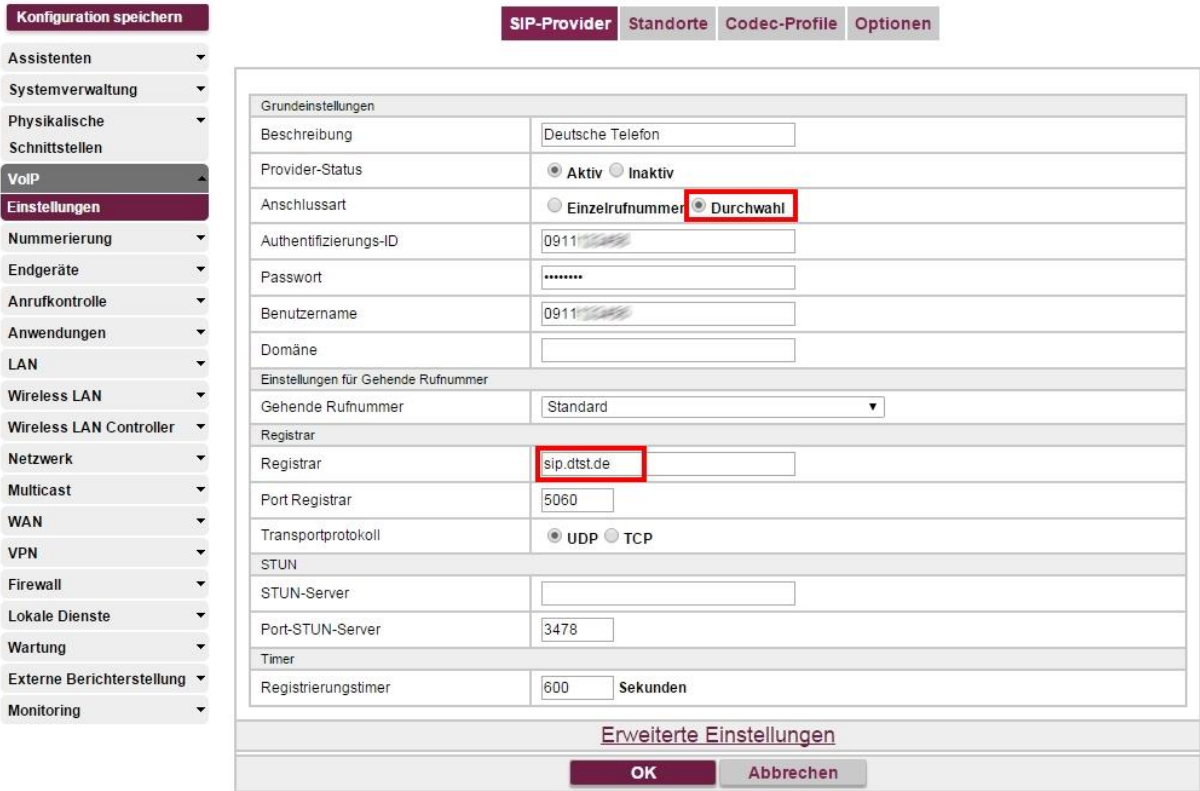 Konfiguration speichern
Assistenten
Systemverwaltung
Physikalische
Schnittstellen
VoIP
Einstellungen
Nummerierung
Endgeräte
Anrufkontrolle
Anwendungen
LAN
Wireless LAN
Wireless LAN Controller
Netzwerk
Multicast
WAN
VPN
Firewall
Lokale Dienste
Wartung
Externe Berichterstellung
Monitoring
SIP-Provider Standorte Codec-Profile Optionen
Grundeinstellungen
Beschreibung Deutsche Telefon
Provider-Status Aktiv Inaktiv
Anschlussart Einzelrufnummer Durchwahl
Authentifizierungs-ID 0911
Passwort ••••••••
Benutzername 0911
Domäne
Einstellungen für Gehende Rufnummer
Gehende Rufnummer Standard
Registrar
Registrar sip.dtst.de
Port Registrar 5060
Transportprotokoll UDP TCP
STUN
STUN-Server
Port-STUN-Server 3478
Timer
Registrierungstimer 600 Sekunden
Erweiterte Einstellungen
OK Abbrechen